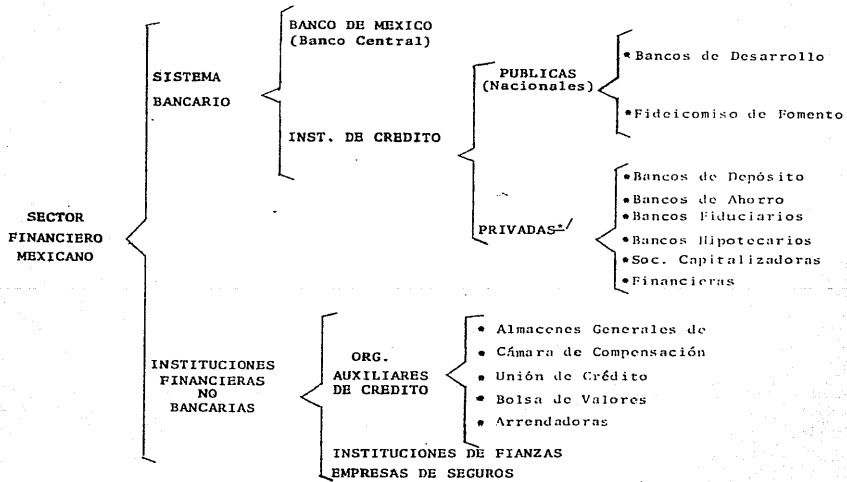 SECTOR
FINANCIERO
MEXICANO
SISTEMA
BANCARIO
BANCO DE MEXICO
(Banco Central)
INST. DE CREDITO
PUBLICAS
(Nacionales)
• Bancos de Desarrollo
• Fideicomiso de Fomento
PRIVADAS*/
• Bancos de Depósito
• Bancos de Ahorro
• Bancos Fiduciarios
• Bancos Hipotecarios
• Soc. Capitalizadoras
• Financieras
INSTITUCIONES
FINANCIERAS
NO
BANCARIAS
ORG.
AUXILIARES
DE CREDITO
• Almacenes Generales de
• Cámara de Compensación
• Unión de Crédito
• Bolsa de Valores
• Arrendadoras
INSTITUCIONES DE FIANZAS
EMPRESAS DE SEGUROS